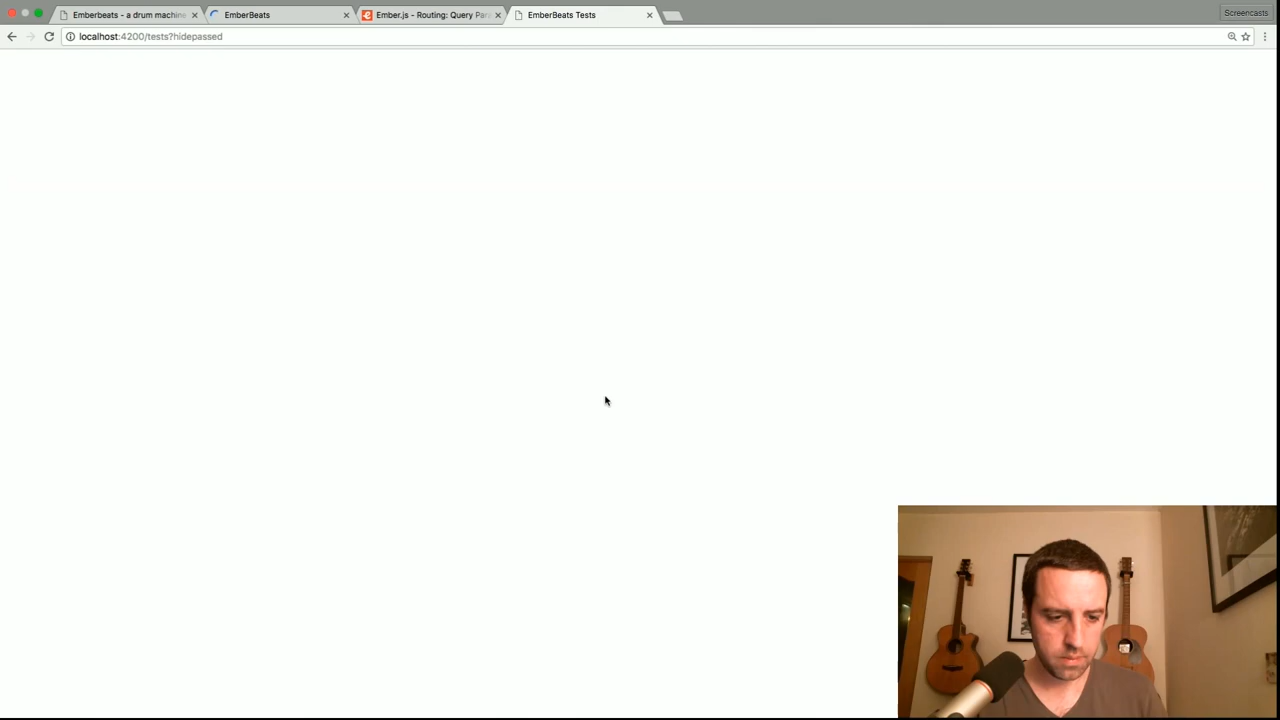 Emberbeats - a drum machine
EmberBeats
Ember.js - Routing: Query Para
EmberBeats Tests
Screencasts
localhost:4200/tests?hidepassed